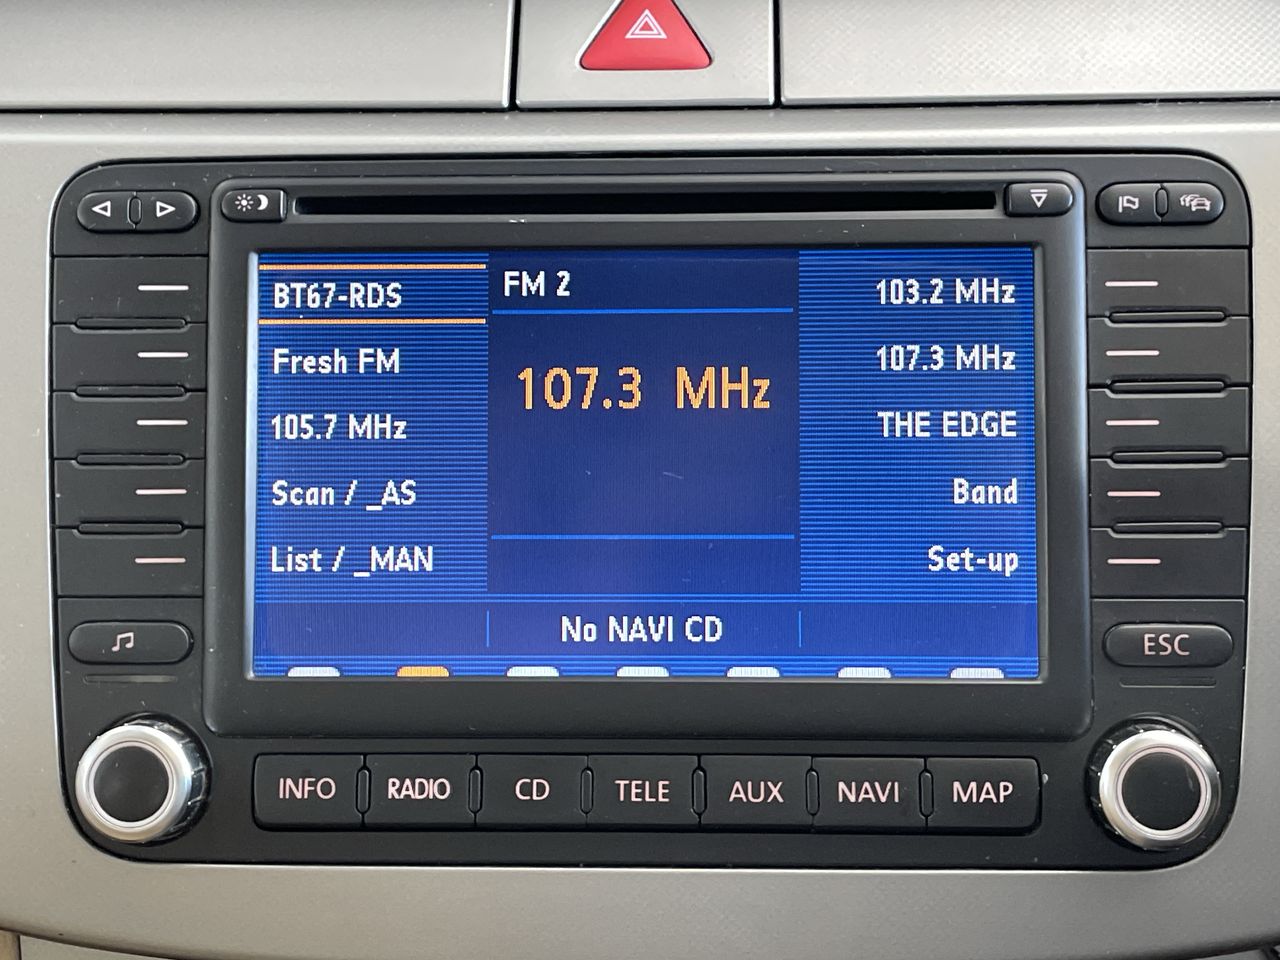 BT67-RDS
Fresh FM
105.7 MHz
Scan / _AS
List / _MAN
FM 2
107.3 MHz
103.2 MHz
107.3 MHz
THE EDGE
Band
Set-up
No NAVI CD
ESC
INFO
RADIO
CD
TELE
AUX
NAVI
MAP